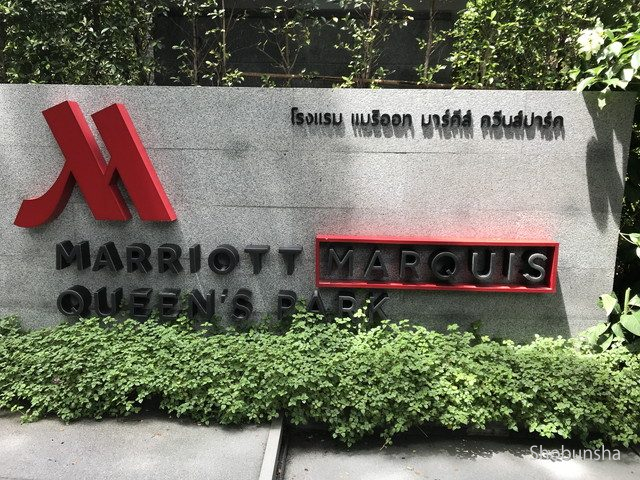 โรงแรม แมริออท มาร์คีส์ ควีนส์ปาร์ค
MARRIOTT MARQUIS
QUEEN'S PARK
Shobunsha